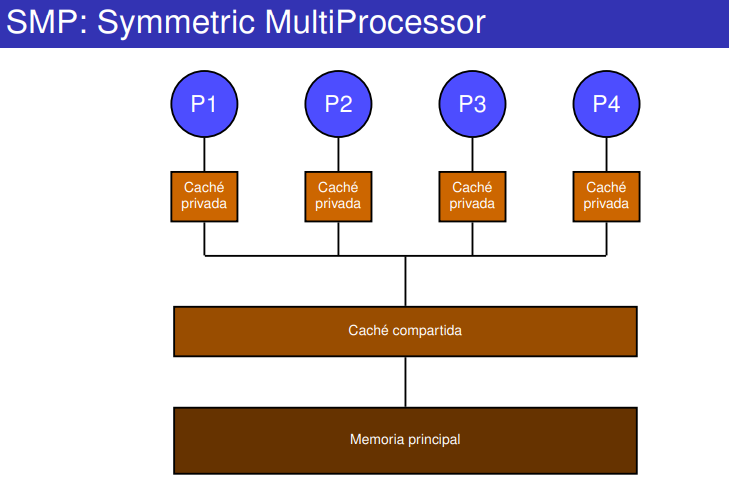 SMP: Symmetric MultiProcessor
P1
P2
P3
P4
Caché
privada
Caché
privada
Caché
privada
Caché
privada
Caché compartida
Memoria principal